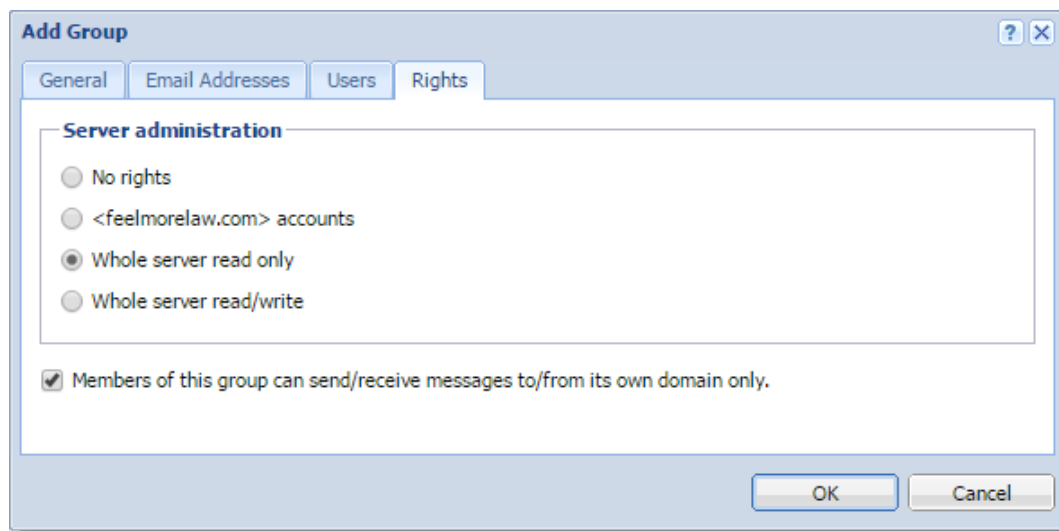 Add Group
General Email Addresses Users Rights
Server administration
No rights
<feelmorelaw.com> accounts
Whole server read only
Whole server read/write
Members of this group can send/receive messages to/from its own domain only.
OK Cancel